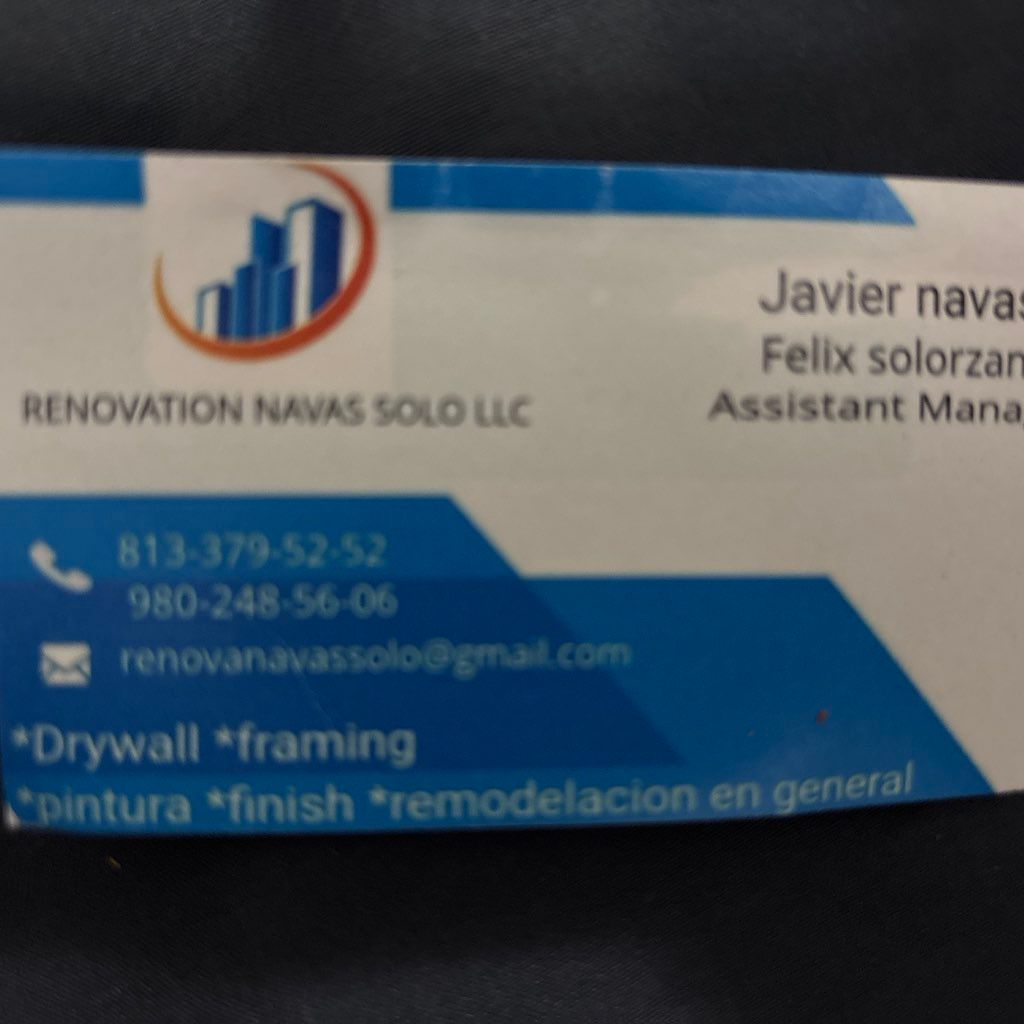 RENOVATION NAVAS SOLO LLC
Javier navas
Felix solorzan
Assistant Mana
813-379-52-52
980-248-56-06
renovanavassolo@gmail.com
*Drywall *framing
*pintura *finish *remodelacion en general